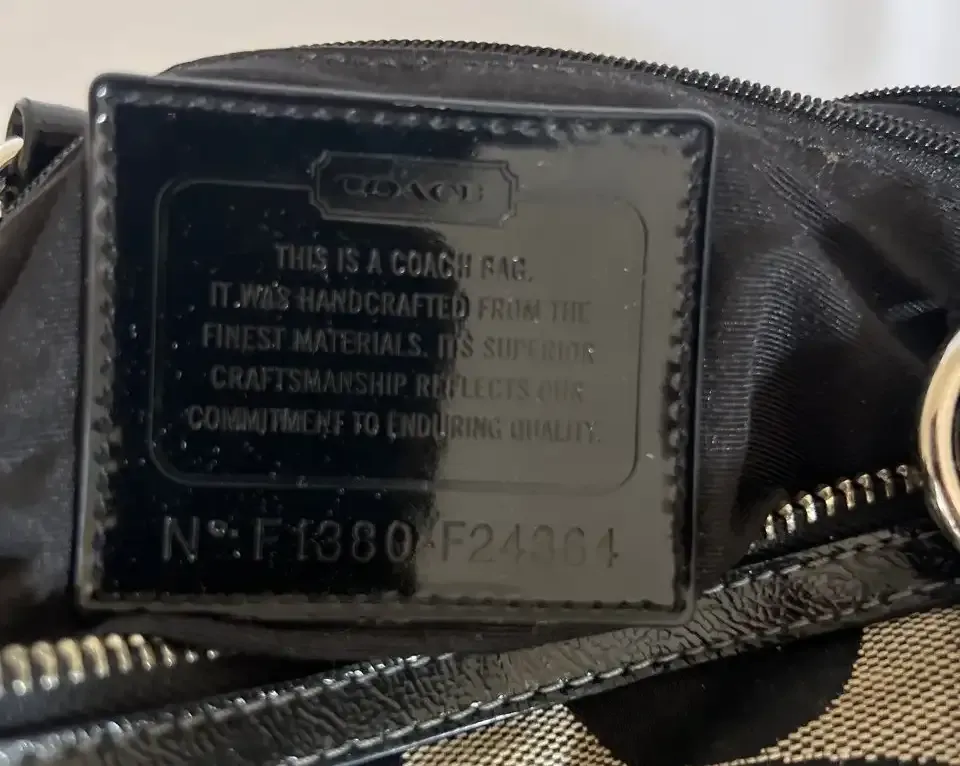 COACH
THIS IS A COACH BAG.
IT WAS HANDCRAFTED FROM THE
FINEST MATERIALS. ITS SUPERIOR
CRAFTSMANSHIP REFLECTS OUR
COMMITMENT TO ENDURING QUALITY.
Nº: F1380-F24364